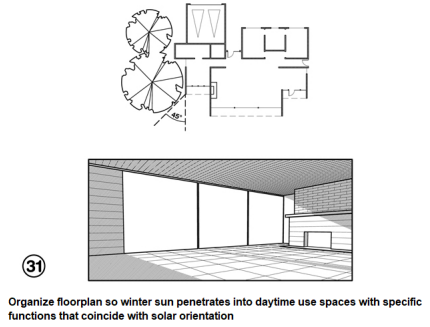 45°
31
Organize floorplan so winter sun penetrates into daytime use spaces with specific
functions that coincide with solar orientation